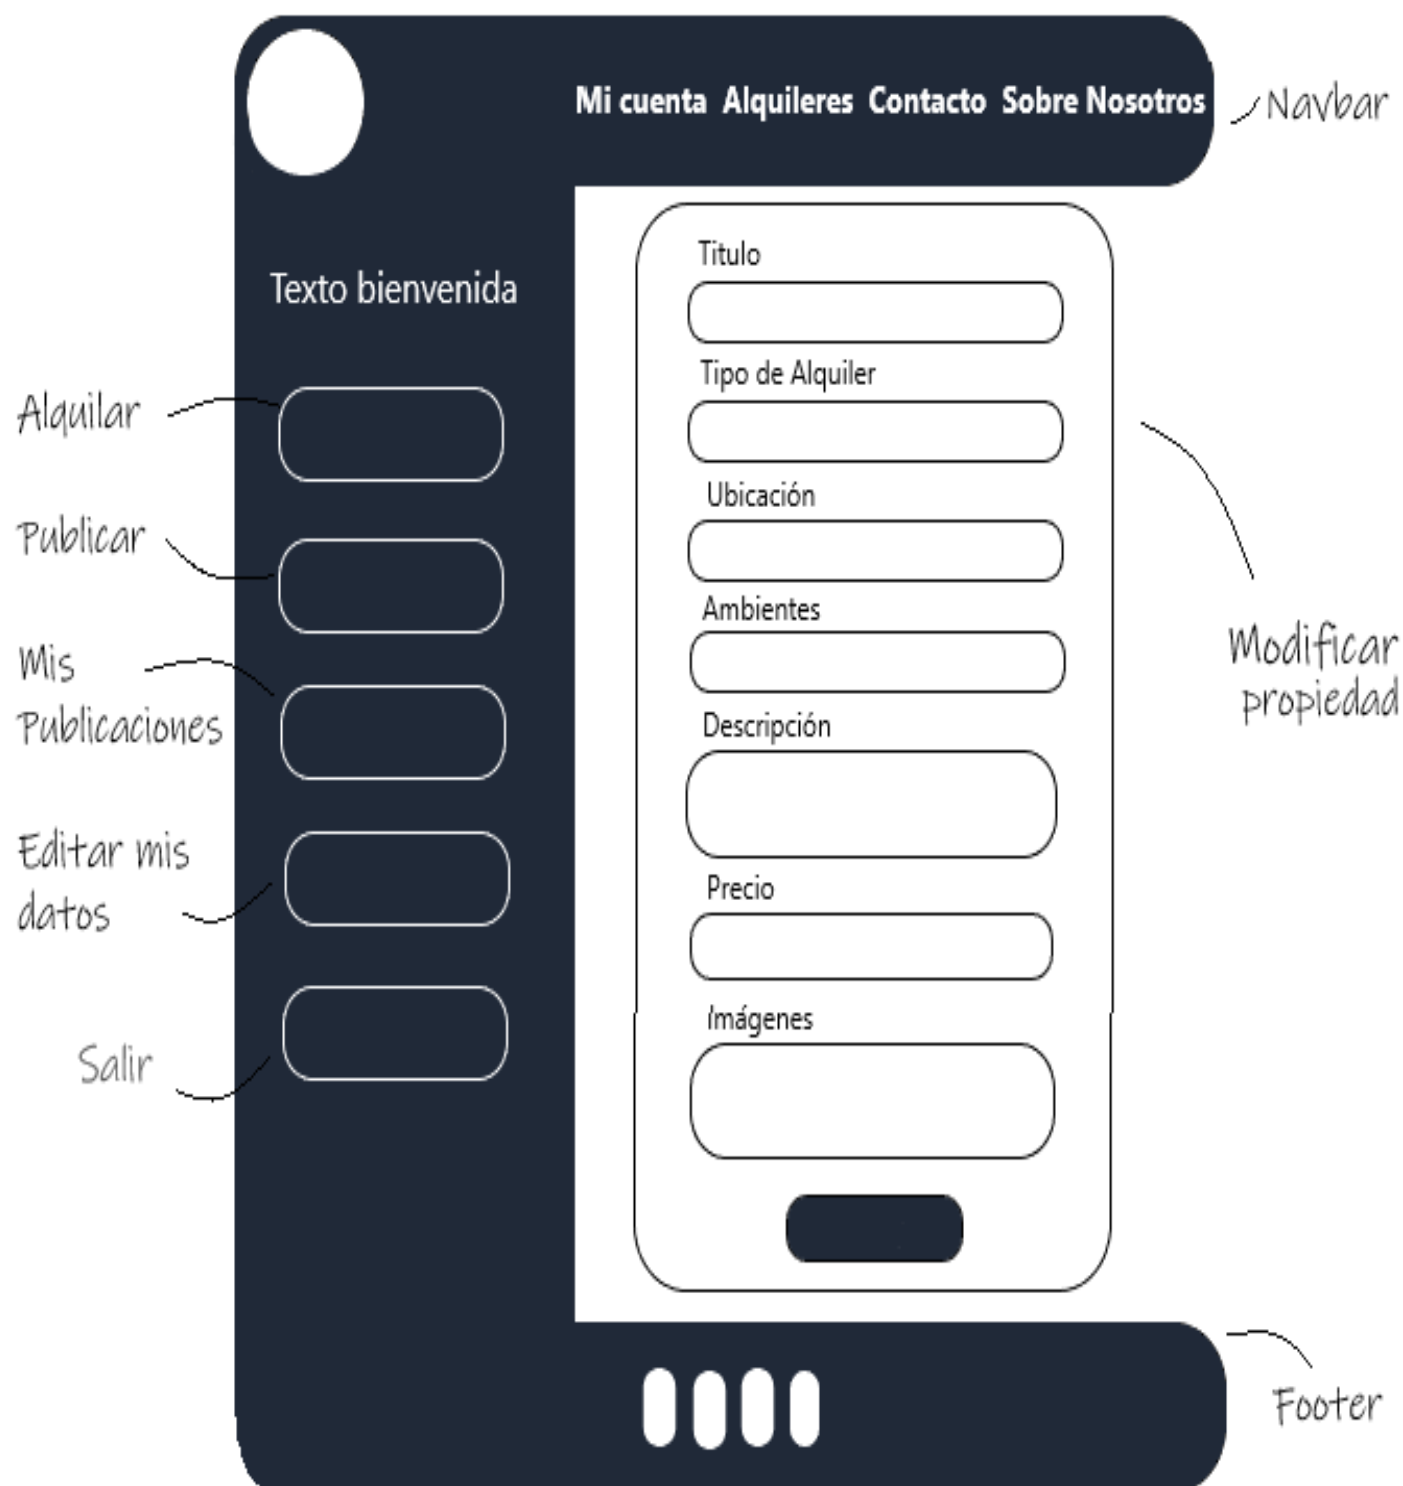 Mi cuenta Alquileres Contacto Sobre Nosotros
Navbar
Texto bienvenida
Alquilar
Publicar
Mis
Publicaciones
Editar mis
datos
Salir
Titulo
Tipo de Alquiler
Ubicación
Ambientes
Descripción
Precio
Imágenes
Modificar
propiedad
Footer